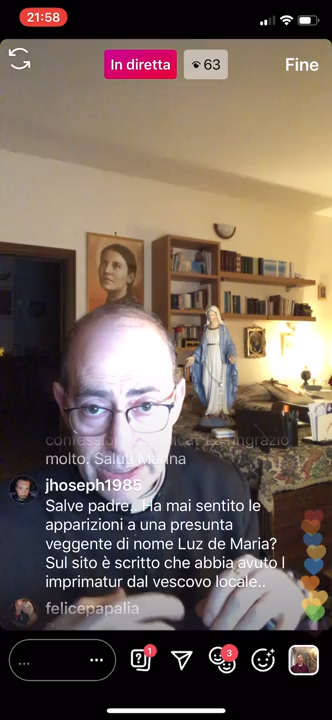 21:58
In diretta
63
Fine
molto. Saluti Marina
jhoseph1985
Salve padre.. Ha mai sentito le
apparizioni a una presunta
veggente di nome Luz de Maria?
Sul sito è scritto che abbia avuto l
imprimatur dal vescovo locale..
felicepapalia
...
1
3